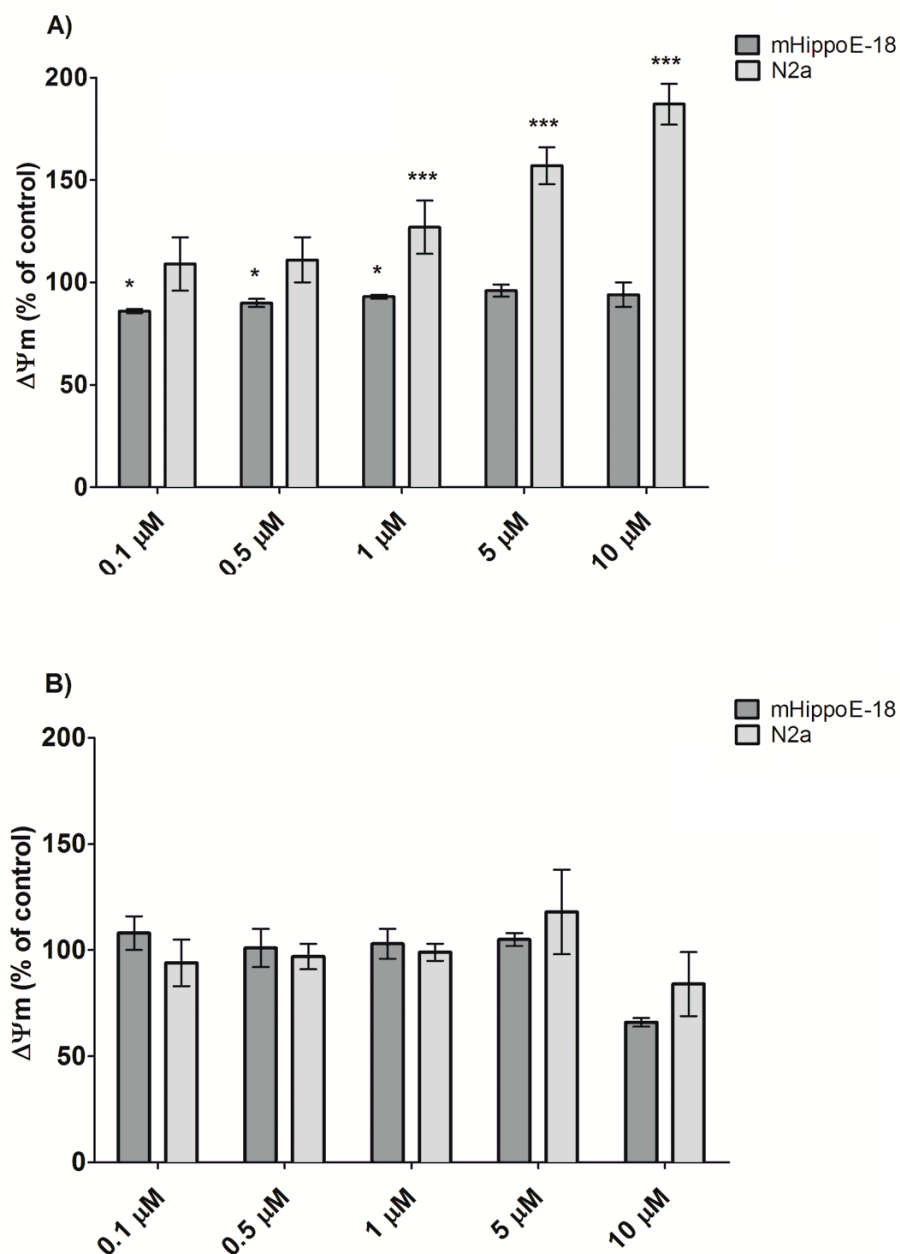 A)
mHippoE-18
N2a
ΔΨm (% of control)
200
150
100
50
0
* * * *** *** ***
0.1 µM 0.5 µM 1 µM 5 µM 10 µM
B)
mHippoE-18
N2a
ΔΨm (% of control)
200
150
100
50
0
0.1 µM 0.5 µM 1 µM 5 µM 10 µM